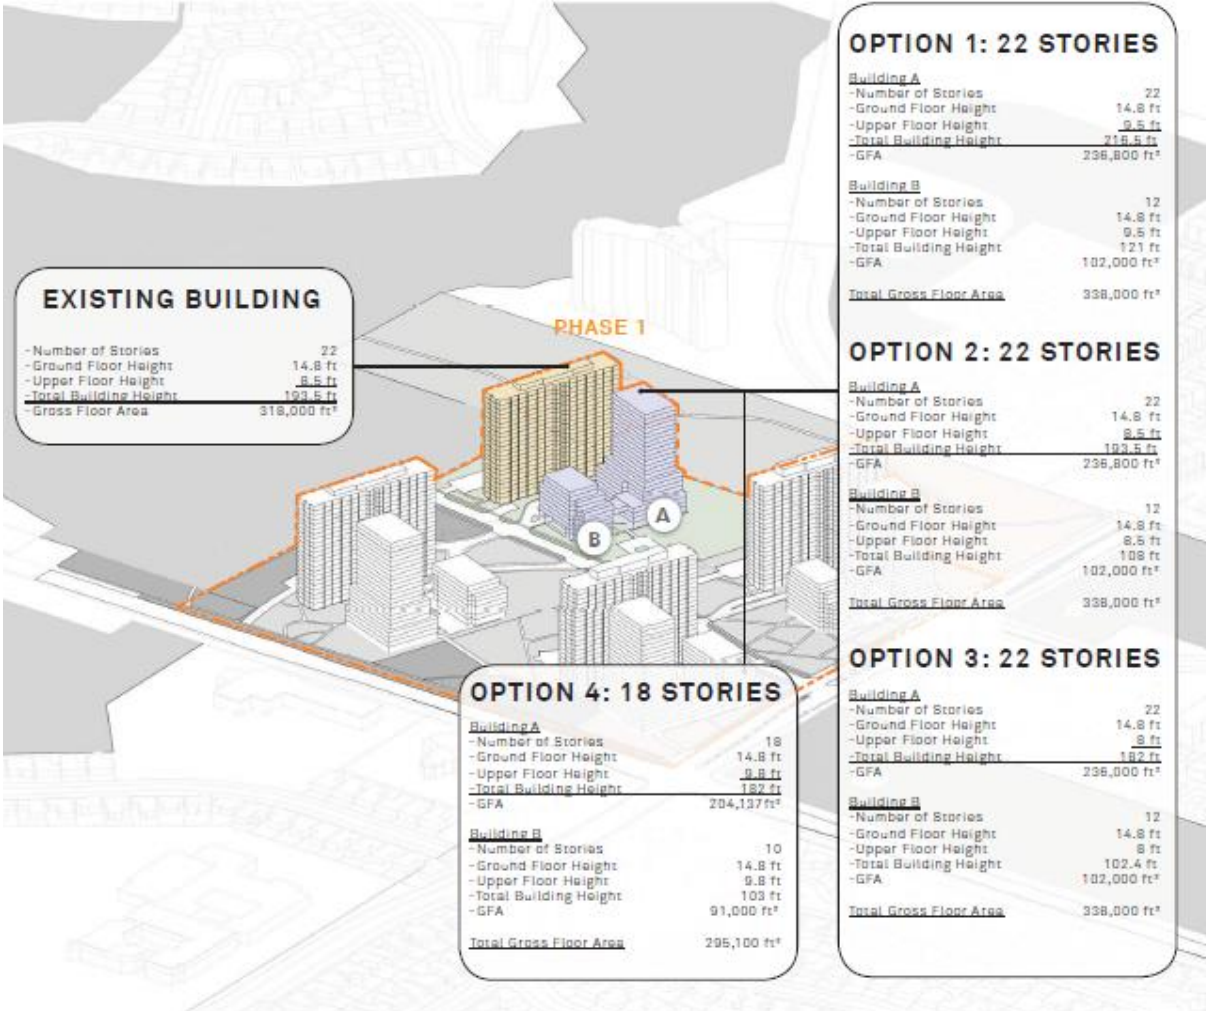 OPTION 1: 22 STORIES
Building A
-Number of Stories 22
-Ground Floor Height 14.8 ft
-Upper Floor Height 9.5 ft
-Total Building Height 216.5 ft
-GFA 236,800 ft²
Building B
-Number of Stories 12
-Ground Floor Height 14.8 ft
-Upper Floor Height 9.5 ft
-Total Building Height 121 ft
-GFA 102,000 ft²
Total Gross Floor Area 338,000 ft²
EXISTING BUILDING
-Number of Stories 22
-Ground Floor Height 14.8 ft
-Upper Floor Height 8.5 ft
-Total Building Height 193.5 ft
-Gross Floor Area 318,000 ft²
PHASE 1
A
B
OPTION 2: 22 STORIES
Building A
-Number of Stories 22
-Ground Floor Height 14.8 ft
-Upper Floor Height 8.5 ft
-Total Building Height 193.5 ft
-GFA 236,800 ft²
Building B
-Number of Stories 12
-Ground Floor Height 14.8 ft
-Upper Floor Height 8.5 ft
-Total Building Height 108 ft
-GFA 102,000 ft²
Total Gross Floor Area 338,000 ft²
OPTION 3: 22 STORIES
Building A
-Number of Stories 22
-Ground Floor Height 14.8 ft
-Upper Floor Height 8 ft
-Total Building Height 182 ft
-GFA 236,000 ft²
Building B
-Number of Stories 12
-Ground Floor Height 14.8 ft
-Upper Floor Height 8 ft
-Total Building Height 102.4 ft
-GFA 102,000 ft²
Total Gross Floor Area 338,000 ft²
OPTION 4: 18 STORIES
Building A
-Number of Stories 18
-Ground Floor Height 14.8 ft
-Upper Floor Height 9.8 ft
-Total Building Height 182 ft
-GFA 204,137 ft²
Building B
-Number of Stories 10
-Ground Floor Height 14.8 ft
-Upper Floor Height 9.8 ft
-Total Building Height 103 ft
-GFA 91,000 ft²
Total Gross Floor Area 295,100 ft²